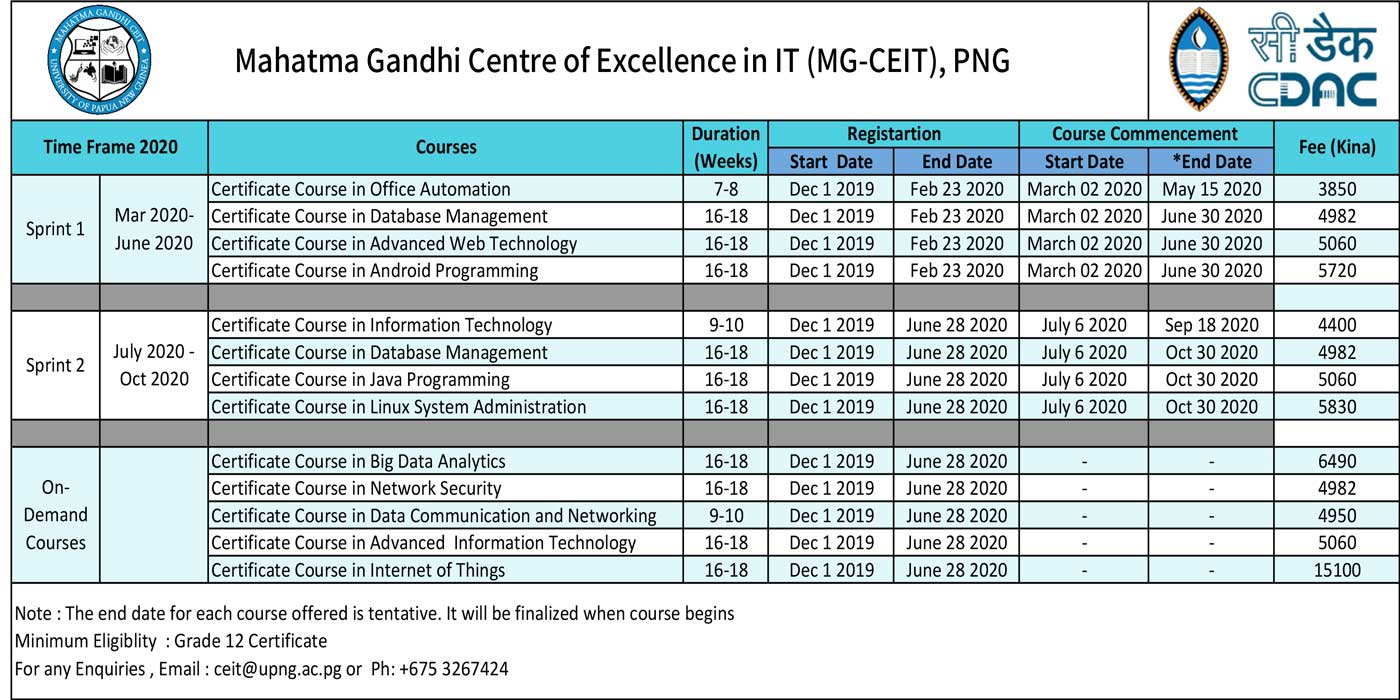 MAHATMA GANDHI CEIT
UNIVERSITY OF PAPUA NEW GUINEA
Mahatma Gandhi Centre of Excellence in IT (MG-CEIT), PNG
सी डैक
CDAC
Time Frame 2020 Courses Duration (Weeks) Registartion Course Commencement Fee (Kina)
Start Date End Date Start Date *End Date
Sprint 1 Mar 2020-June 2020
Certificate Course in Office Automation 7-8 Dec 1 2019 Feb 23 2020 March 02 2020 May 15 2020 3850
Certificate Course in Database Management 16-18 Dec 1 2019 Feb 23 2020 March 02 2020 June 30 2020 4982
Certificate Course in Advanced Web Technology 16-18 Dec 1 2019 Feb 23 2020 March 02 2020 June 30 2020 5060
Certificate Course in Android Programming 16-18 Dec 1 2019 Feb 23 2020 March 02 2020 June 30 2020 5720
Sprint 2 July 2020 - Oct 2020
Certificate Course in Information Technology 9-10 Dec 1 2019 June 28 2020 July 6 2020 Sep 18 2020 4400
Certificate Course in Database Management 16-18 Dec 1 2019 June 28 2020 July 6 2020 Oct 30 2020 4982
Certificate Course in Java Programming 16-18 Dec 1 2019 June 28 2020 July 6 2020 Oct 30 2020 5060
Certificate Course in Linux System Administration 16-18 Dec 1 2019 June 28 2020 July 6 2020 Oct 30 2020 5830
On-Demand Courses
Certificate Course in Big Data Analytics 16-18 Dec 1 2019 June 28 2020 - - 6490
Certificate Course in Network Security 16-18 Dec 1 2019 June 28 2020 - - 4982
Certificate Course in Data Communication and Networking 9-10 Dec 1 2019 June 28 2020 - - 4950
Certificate Course in Advanced Information Technology 16-18 Dec 1 2019 June 28 2020 - - 5060
Certificate Course in Internet of Things 16-18 Dec 1 2019 June 28 2020 - - 15100
Note : The end date for each course offered is tentative. It will be finalized when course begins
Minimum Eligiblity : Grade 12 Certificate
For any Enquiries , Email : ceit@upng.ac.pg or Ph: +675 3267424